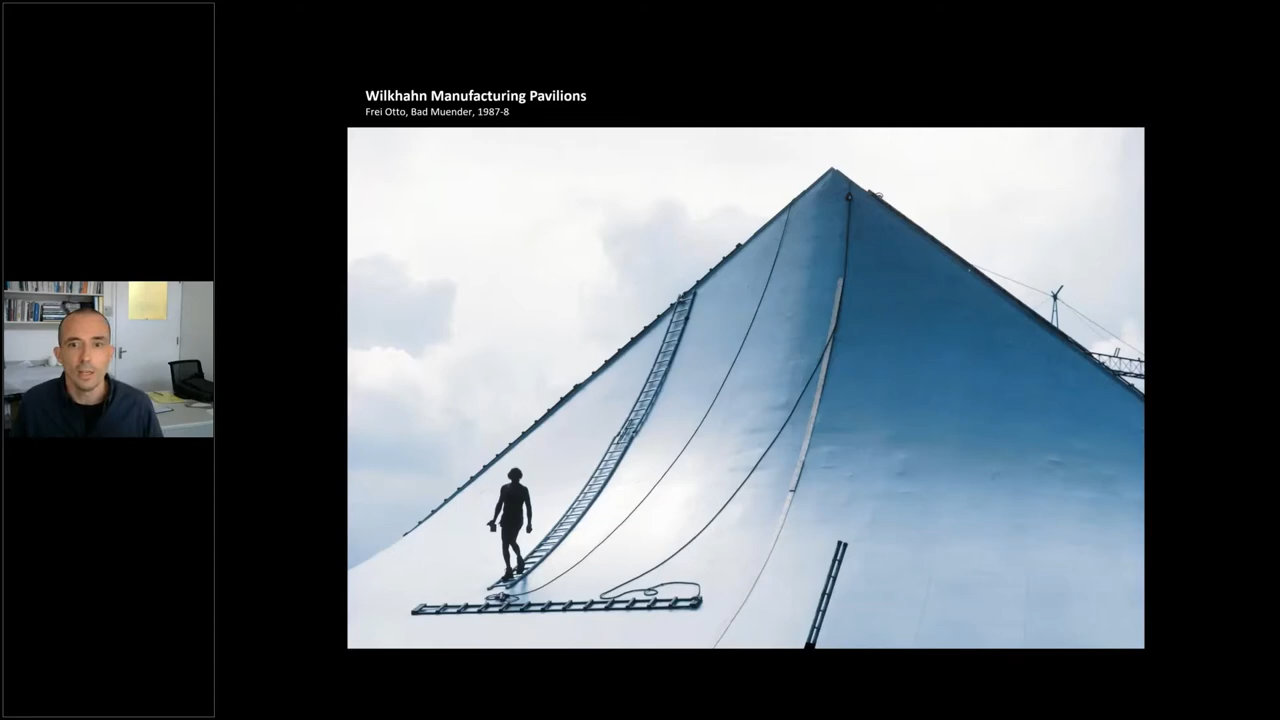 Wilkhahn Manufacturing Pavilions
Frei Otto, Bad Muender, 1987-8